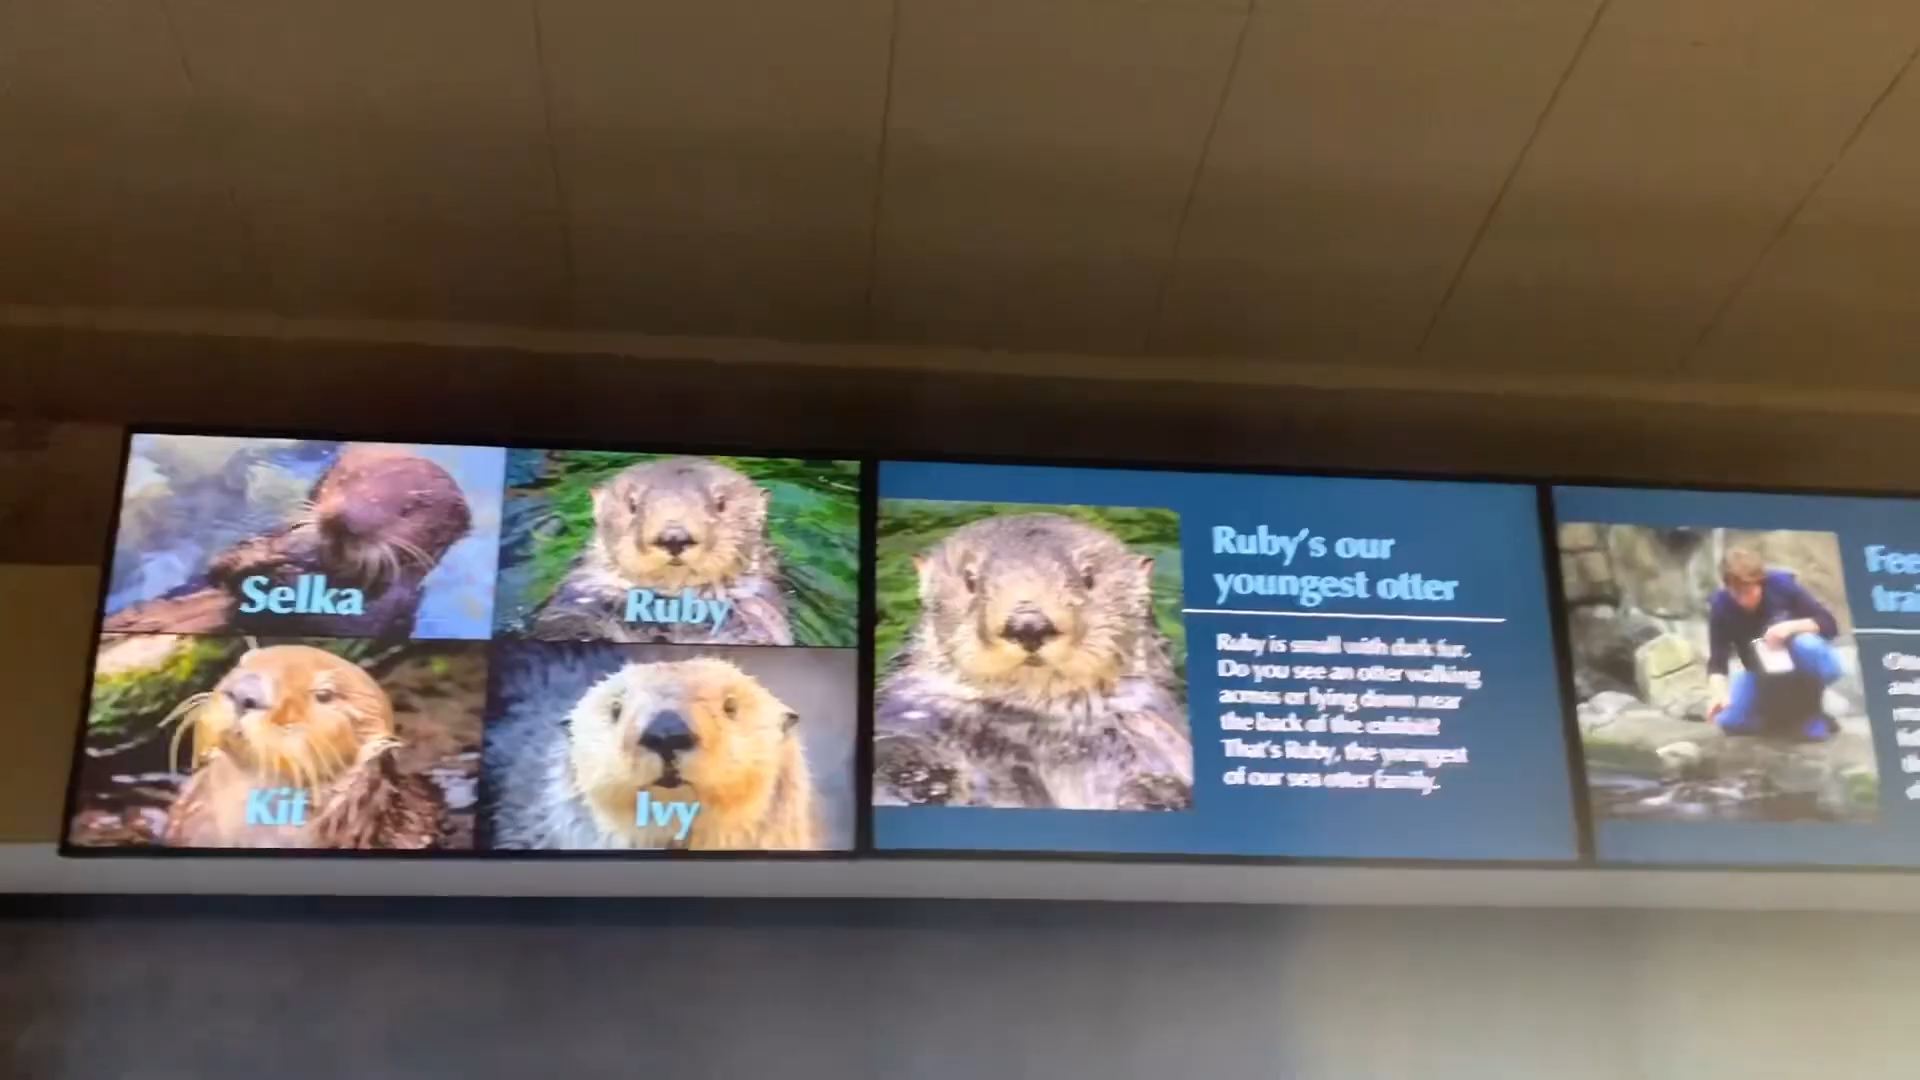 Selka
Ruby
Kit
Ivy
Ruby's our
youngest otter
Ruby is small with dark fur.
Do you see an otter walking
across or lying down near
the back of the exhibit?
That's Ruby, the youngest
of our sea otter family.
Fee
trai